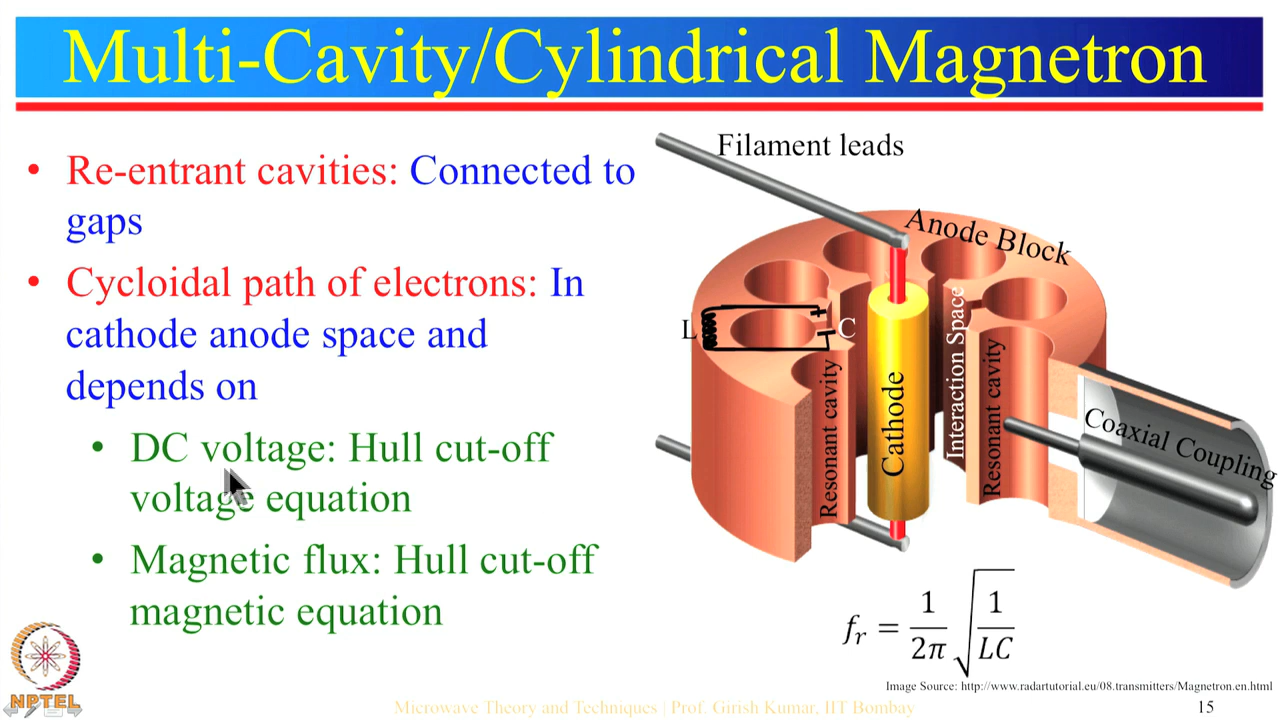 Multi-Cavity/Cylindrical Magnetron
• Re-entrant cavities: Connected to
gaps
• Cycloidal path of electrons: In
cathode anode space and
depends on
• DC voltage: Hull cut-off
voltage equation
• Magnetic flux: Hull cut-off
magnetic equation
Filament leads
Anode Block
L
C
Resonant cavity
Cathode
Interaction Space
Resonant cavity
Coaxial Coupling
fᵣ = 1/2π √1/LC
Image Source: http://www.radartutorial.eu/08.transmitters/Magnetron.en.html
NPTEL
Microwave Theory and Techniques | Prof. Girish Kumar, IIT Bombay
15